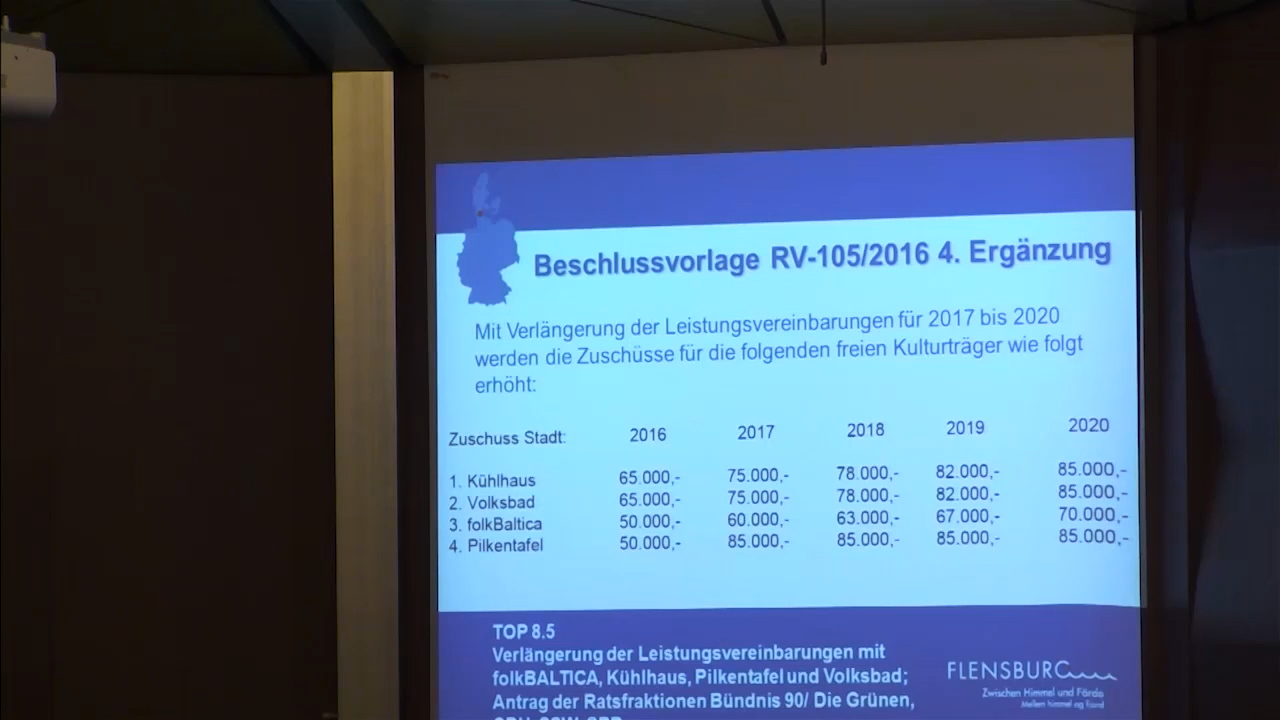 Beschlussvorlage RV-105/2016 4. Ergänzung
Mit Verlängerung der Leistungsvereinbarungen für 2017 bis 2020
werden die Zuschüsse für die folgenden freien Kulturträger wie folgt
erhöht:
Zuschuss Stadt: 2016 2017 2018 2019 2020
1. Kühlhaus 65.000,- 75.000,- 78.000,- 82.000,- 85.000,-
2. Volksbad 65.000,- 75.000,- 78.000,- 82.000,- 85.000,-
3. folkBaltica 50.000,- 60.000,- 63.000,- 67.000,- 70.000,-
4. Pilkentafel 50.000,- 85.000,- 85.000,- 85.000,- 85.000,-
TOP 8.5
Verlängerung der Leistungsvereinbarungen mit
folkBALTICA, Kühlhaus, Pilkentafel und Volksbad;
Antrag der Ratsfraktionen Bündnis 90/ Die Grünen,
FLENSBURG
Zwischen Himmel und Förde
Mellem himmel og fjord